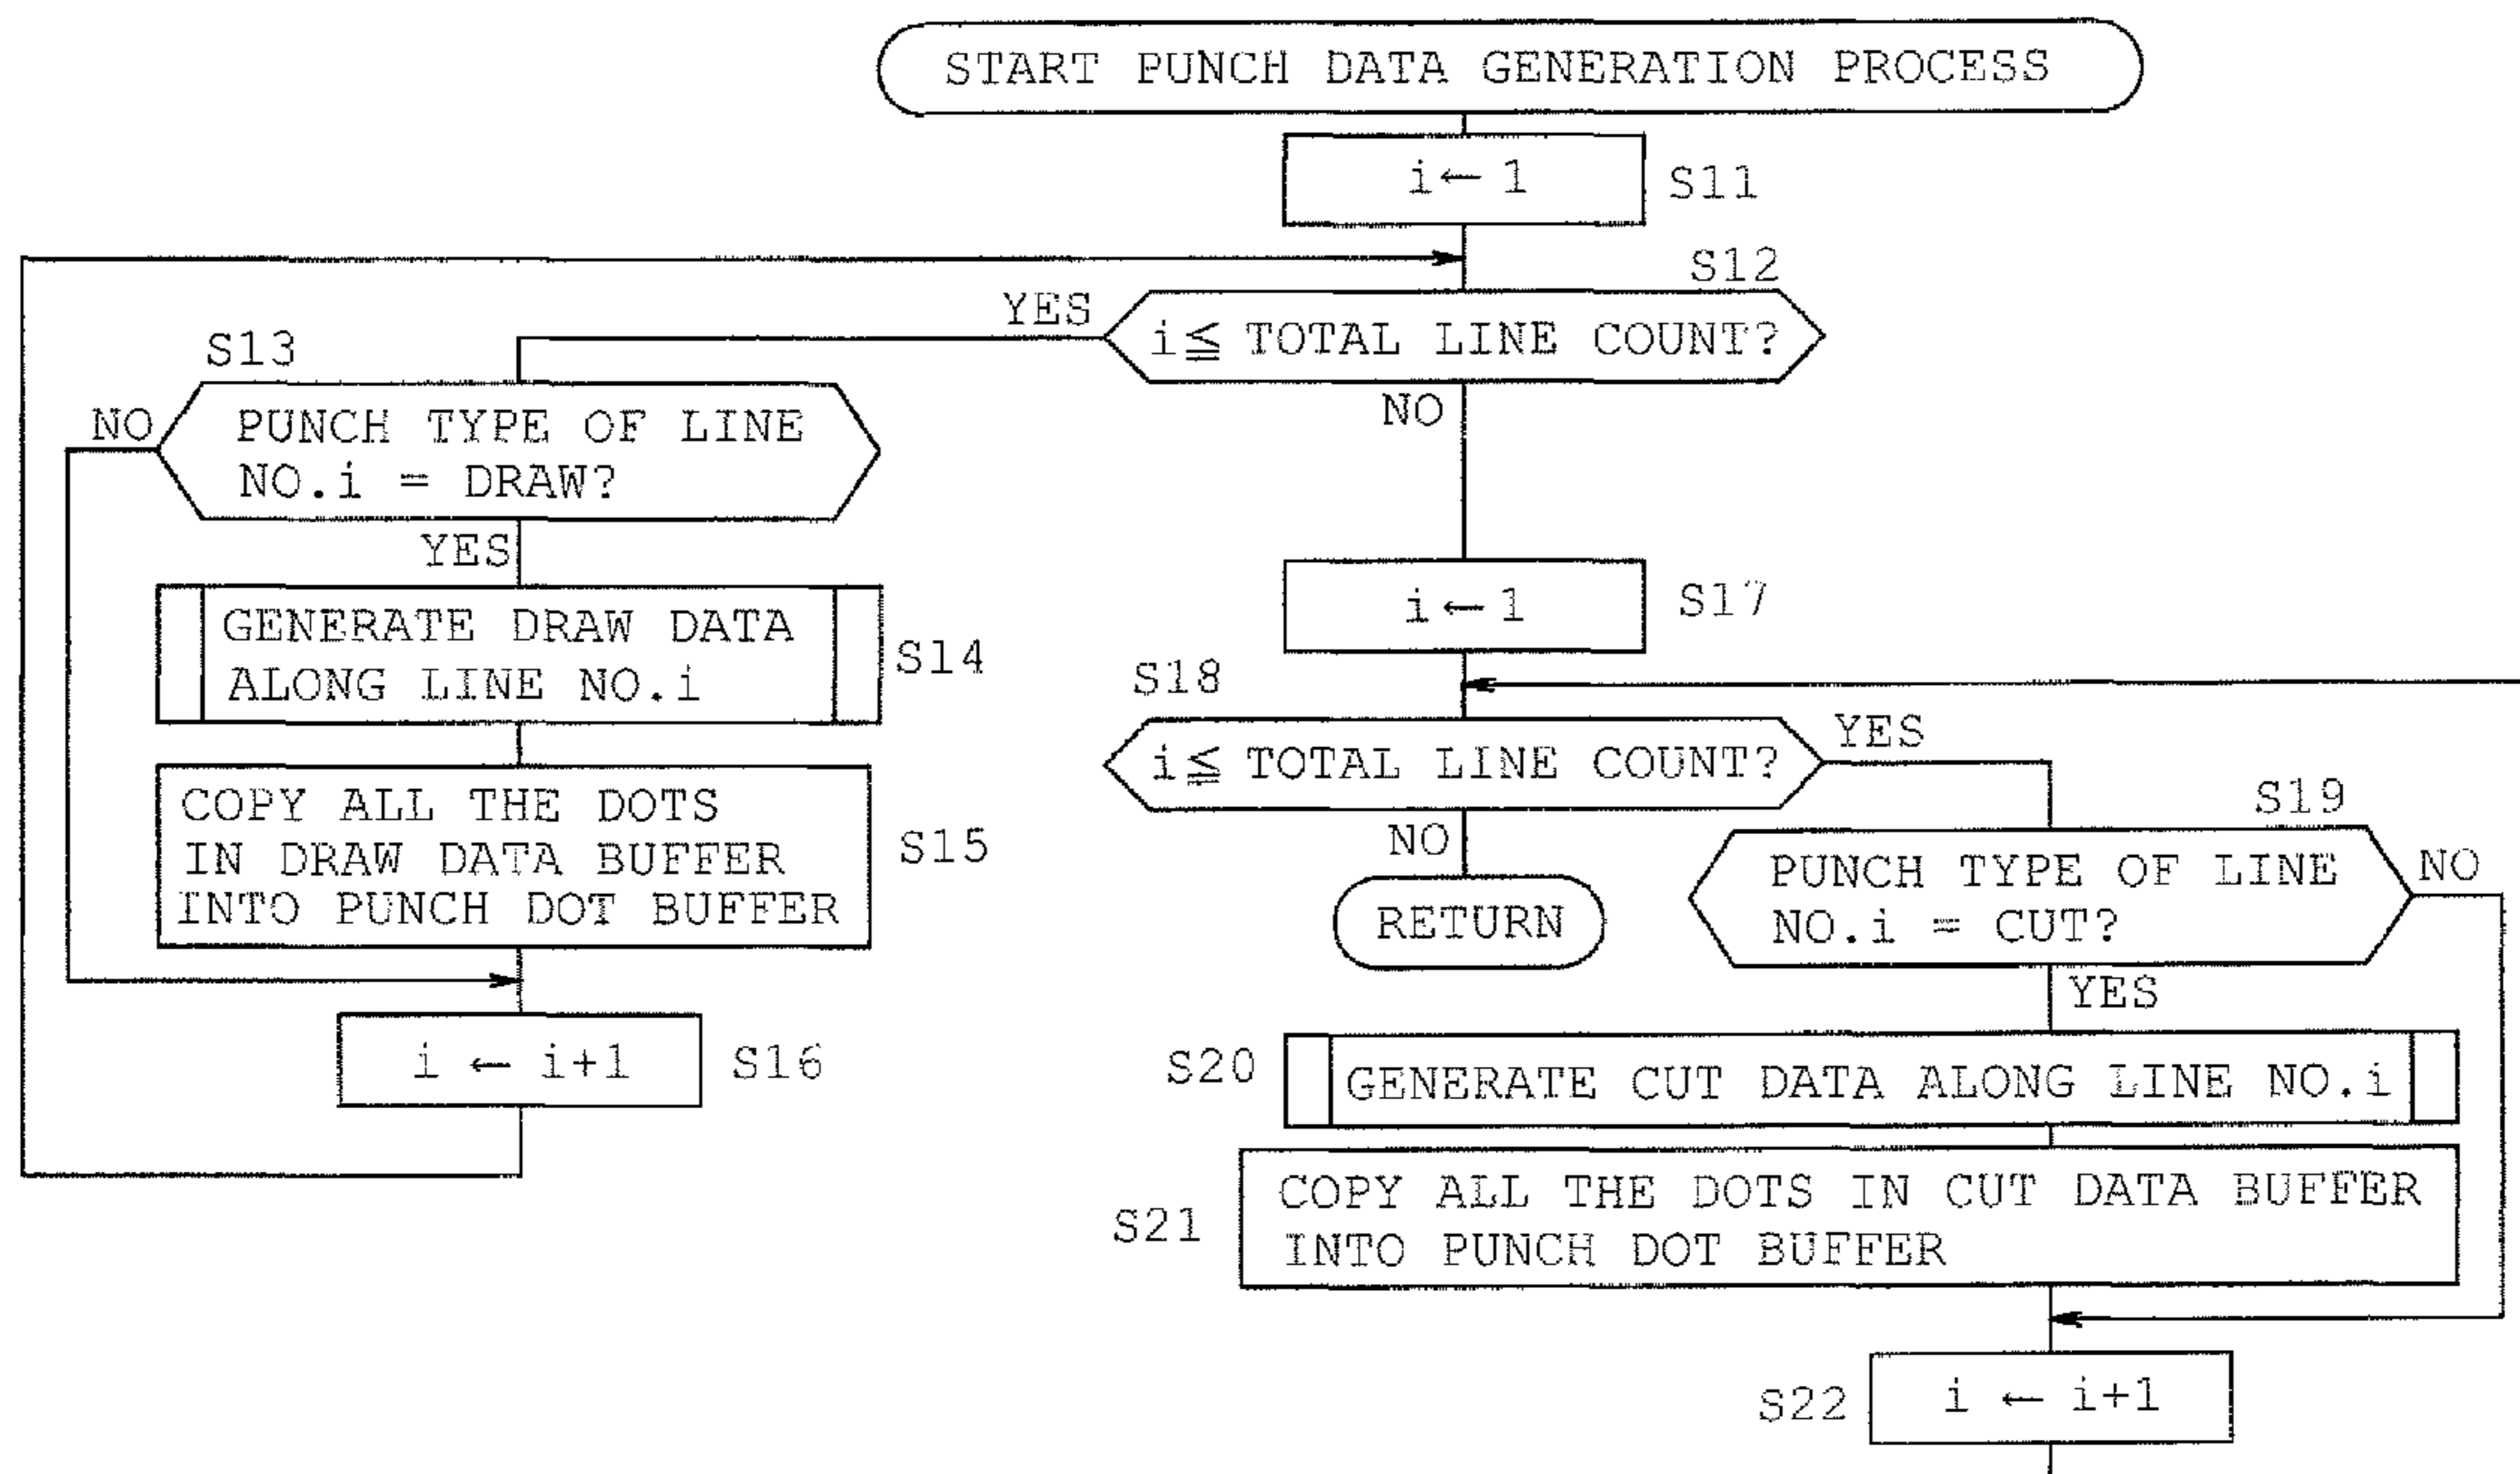 START PUNCH DATA GENERATION PROCESS
i← 1
S11
S12
YES
i≦ TOTAL LINE COUNT?
NO
S13
NO
PUNCH TYPE OF LINE
NO.i = DRAW?
YES
GENERATE DRAW DATA
ALONG LINE NO.i
S14
COPY ALL THE DOTS
IN DRAW DATA BUFFER
INTO PUNCH DOT BUFFER
S15
i ← i+1
S16
i← 1
S17
S18
i≦ TOTAL LINE COUNT?
YES
NO
RETURN
S19
PUNCH TYPE OF LINE
NO.i = CUT?
NO
YES
S20
GENERATE CUT DATA ALONG LINE NO.i
S21
COPY ALL THE DOTS IN CUT DATA BUFFER
INTO PUNCH DOT BUFFER
S22
i ← i+1